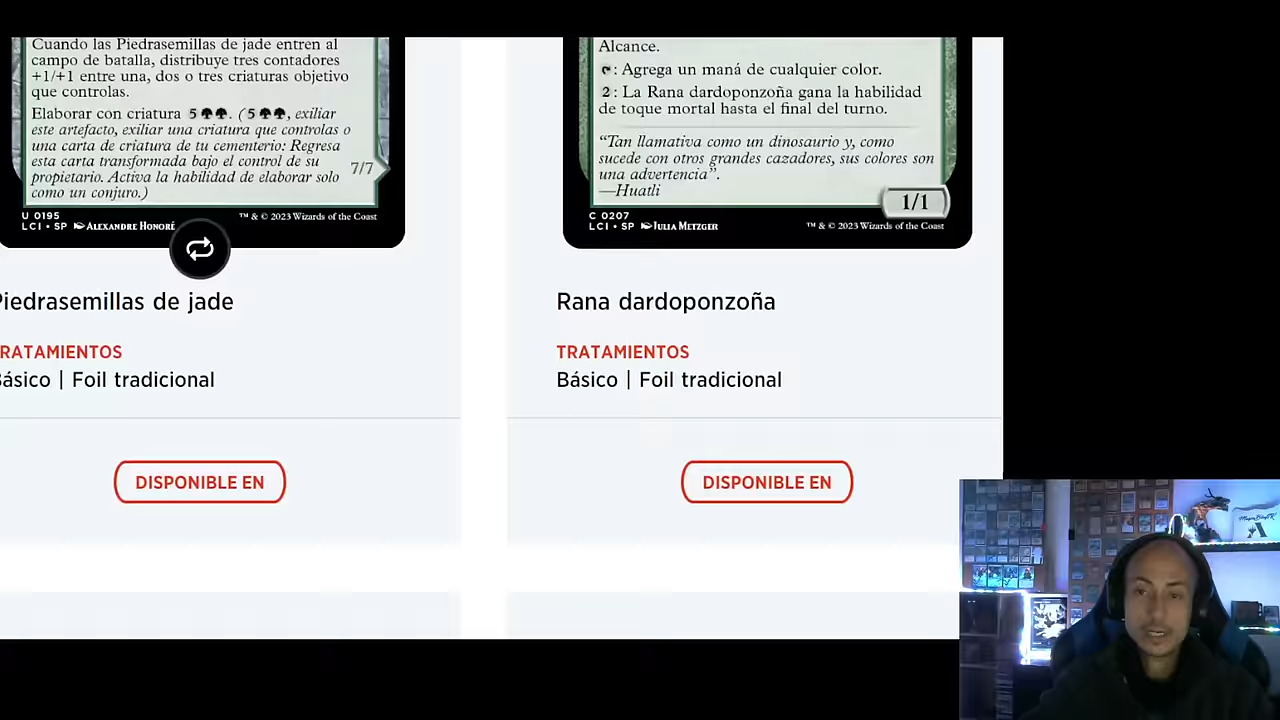 Cuando las Piedrasemillas de jade entren al
campo de batalla, distribuye tres contadores
+1/+1 entre una, dos o tres criaturas objetivo
que controlas.
Elaborar con criatura 5. (5, exiliar
este artefacto, exiliar una criatura que controlas o
una carta de criatura de tu cementerio: Regresa
esta carta transformada bajo el control de su
propietario. Activa la habilidad de elaborar solo
como un conjuro.)
7/7
U 0195
LCI • SP ALEXANDRE HONORÉ
™ & © 2023 Wizards of the Coast
Piedrasemillas de jade
RATAMIENTOS
Básico | Foil tradicional
DISPONIBLE EN
Alcance.
: Agrega un maná de cualquier color.
2: La Rana dardoponzoña gana la habilidad
de toque mortal hasta el final del turno.
“Tan llamativa como un dinosaurio y, como
sucede con otros grandes cazadores, sus colores son
una advertencia”.
—Huatli
1/1
C 0207
LCI • SP JULIA METZGER
™ & © 2023 Wizards of the Coast
Rana dardoponzoña
TRATAMIENTOS
Básico | Foil tradicional
DISPONIBLE EN